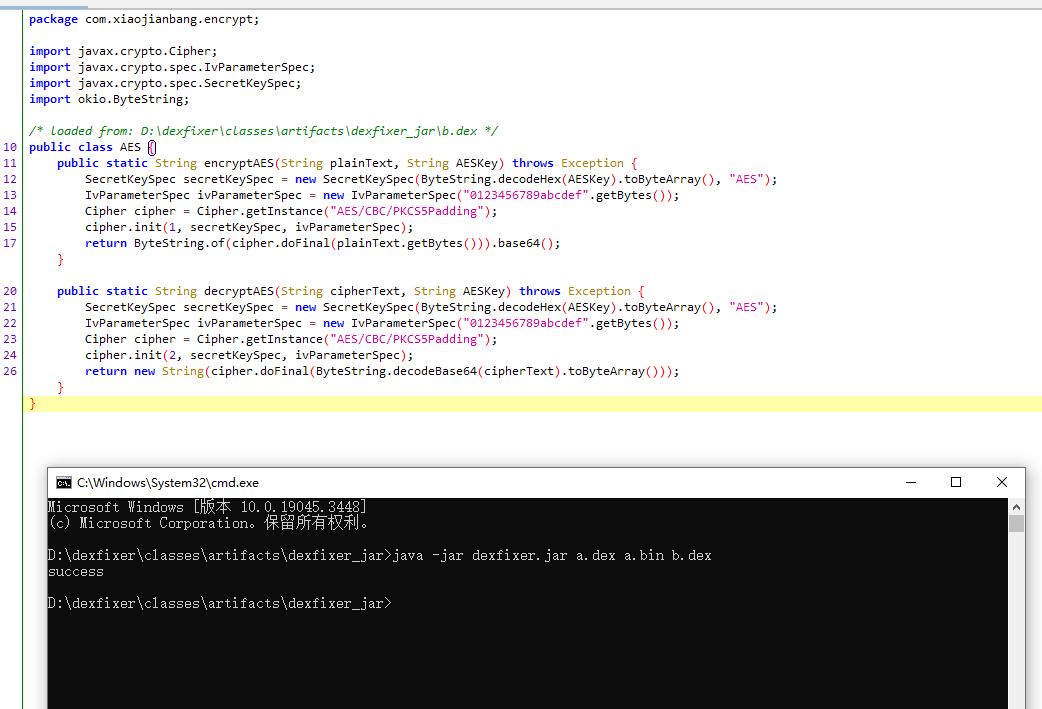 package com.xiaojianbang.encrypt;
import javax.crypto.Cipher;
import javax.crypto.spec.IvParameterSpec;
import javax.crypto.spec.SecretKeySpec;
import okio.ByteString;
/* loaded from: D:\dexfixer\classes\artifacts\dexfixer_jar\b.dex */
10 public class AES {
11     public static String encryptAES(String plainText, String AESKey) throws Exception {
12         SecretKeySpec secretKeySpec = new SecretKeySpec(ByteString.decodeHex(AESKey).toByteArray(), "AES");
13         IvParameterSpec ivParameterSpec = new IvParameterSpec("0123456789abcdef".getBytes());
14         Cipher cipher = Cipher.getInstance("AES/CBC/PKCS5Padding");
15         cipher.init(1, secretKeySpec, ivParameterSpec);
17         return ByteString.of(cipher.doFinal(plainText.getBytes())).base64();
    }
20     public static String decryptAES(String cipherText, String AESKey) throws Exception {
21         SecretKeySpec secretKeySpec = new SecretKeySpec(ByteString.decodeHex(AESKey).toByteArray(), "AES");
22         IvParameterSpec ivParameterSpec = new IvParameterSpec("0123456789abcdef".getBytes());
23         Cipher cipher = Cipher.getInstance("AES/CBC/PKCS5Padding");
24         cipher.init(2, secretKeySpec, ivParameterSpec);
26         return new String(cipher.doFinal(ByteString.decodeBase64(cipherText).toByteArray()));
    }
}
C:\Windows\System32\cmd.exe
Microsoft Windows [版本 10.0.19045.3448]
(c) Microsoft Corporation。保留所有权利。
D:\dexfixer\classes\artifacts\dexfixer_jar>java -jar dexfixer.jar a.dex a.bin b.dex
success
D:\dexfixer\classes\artifacts\dexfixer_jar>